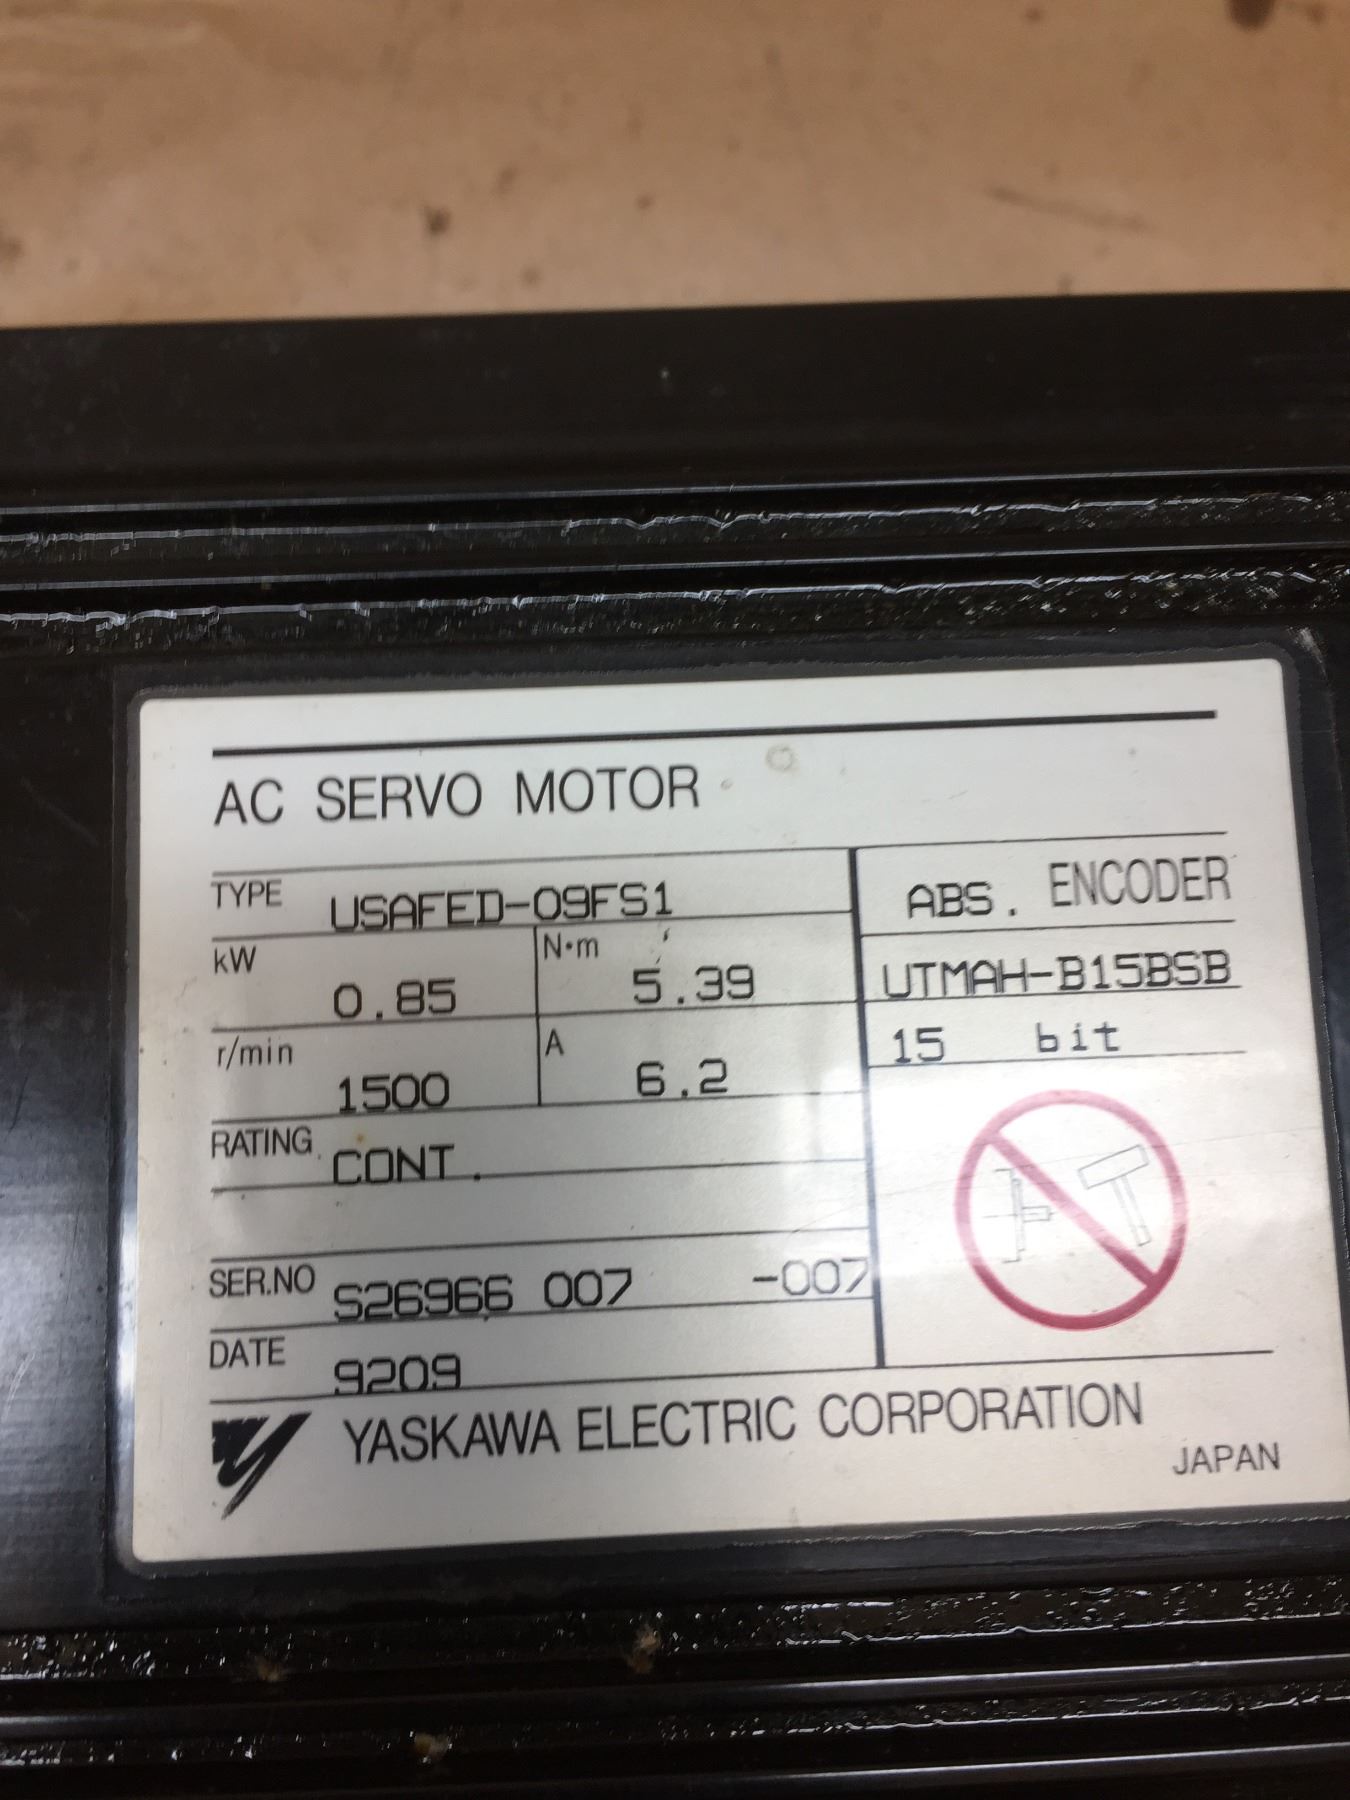 AC SERVO MOTOR
TYPE USAFED-09FS1
kW 0.85 N·m 5.39
r/min 1500 A 6.2
RATING CONT.
SER.NO S26966 007 -007
DATE 9209
ABS. ENCODER
UTMAH-B15BSB
15 bit
YASKAWA ELECTRIC CORPORATION
JAPAN